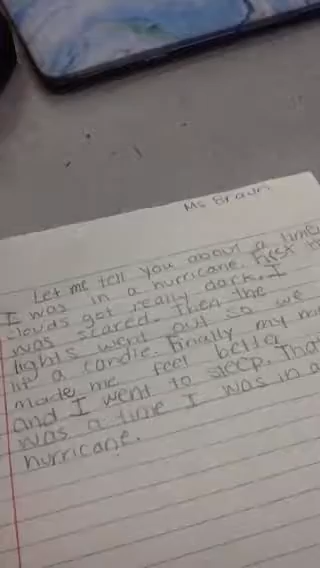 Ms Braun
Let me tell you about a time
I was in a hurricane. First
louds got really dark. I
was scared. Then the
lights went out so we
lit a candle. Finally my
made me feel better
and I went to sleep. That
was a time I was in a
hurricane.